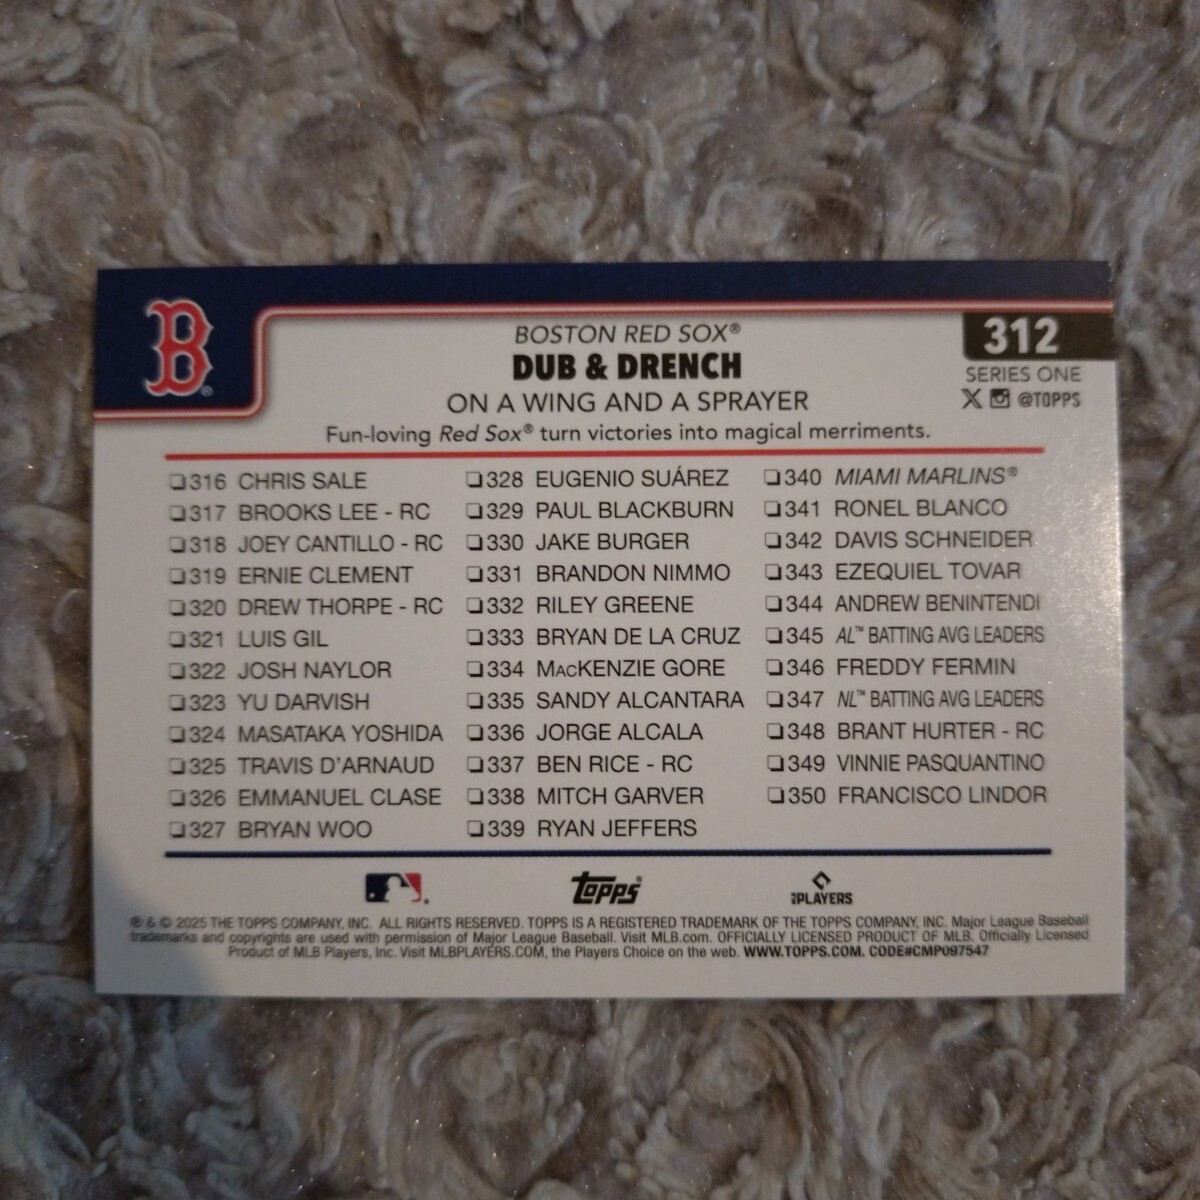 B
BOSTON RED SOX®
312
DUB & DRENCH
SERIES ONE
ON A WING AND A SPRAYER
X @TOPPS
Fun-loving Red Sox® turn victories into magical merriments.
❏316 CHRIS SALE
❏317 BROOKS LEE - RC
❏318 JOEY CANTILLO - RC
❏319 ERNIE CLEMENT
❏320 DREW THORPE - RC
❏321 LUIS GIL
❏322 JOSH NAYLOR
❏323 YU DARVISH
❏324 MASATAKA YOSHIDA
❏325 TRAVIS D'ARNAUD
❏326 EMMANUEL CLASE
❏327 BRYAN WOO
❏328 EUGENIO SUÁREZ
❏329 PAUL BLACKBURN
❏330 JAKE BURGER
❏331 BRANDON NIMMO
❏332 RILEY GREENE
❏333 BRYAN DE LA CRUZ
❏334 MacKENZIE GORE
❏335 SANDY ALCANTARA
❏336 JORGE ALCALA
❏337 BEN RICE - RC
❏338 MITCH GARVER
❏339 RYAN JEFFERS
❏340 MIAMI MARLINS®
❏341 RONEL BLANCO
❏342 DAVIS SCHNEIDER
❏343 EZEQUIEL TOVAR
❏344 ANDREW BENINTENDI
❏345 AL™ BATTING AVG LEADERS
❏346 FREDDY FERMIN
❏347 NL™ BATTING AVG LEADERS
❏348 BRANT HURTER - RC
❏349 VINNIE PASQUANTINO
❏350 FRANCISCO LINDOR
topps® MLB PLAYERS
® & © 2025 THE TOPPS COMPANY, INC. ALL RIGHTS RESERVED. TOPPS IS A REGISTERED TRADEMARK OF THE TOPPS COMPANY, INC. Major League Baseball
trademarks and copyrights are used with permission of Major League Baseball. Visit MLB.com. OFFICIALLY LICENSED PRODUCT OF MLB. Officially Licensed
Product of MLB Players, Inc. Visit MLBPLAYERS.COM, the Players Choice on the web. WWW.TOPPS.COM. CODE#CMP097547